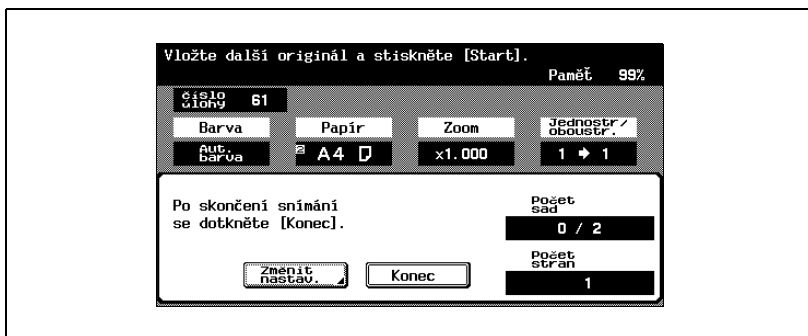 Vložte další originál a stiskněte [Start].
Paměť 99%
číslo
úlohy 61
Barva Papír Zoom Jednostr/
oboustr.
Aut.
barva 2 A4 x1.000 1 → 1
Po skončení snímání
se dotkněte [Konec].
Počet
sad
0 / 2
Změnit
nastav.
Konec
Počet
stran
1